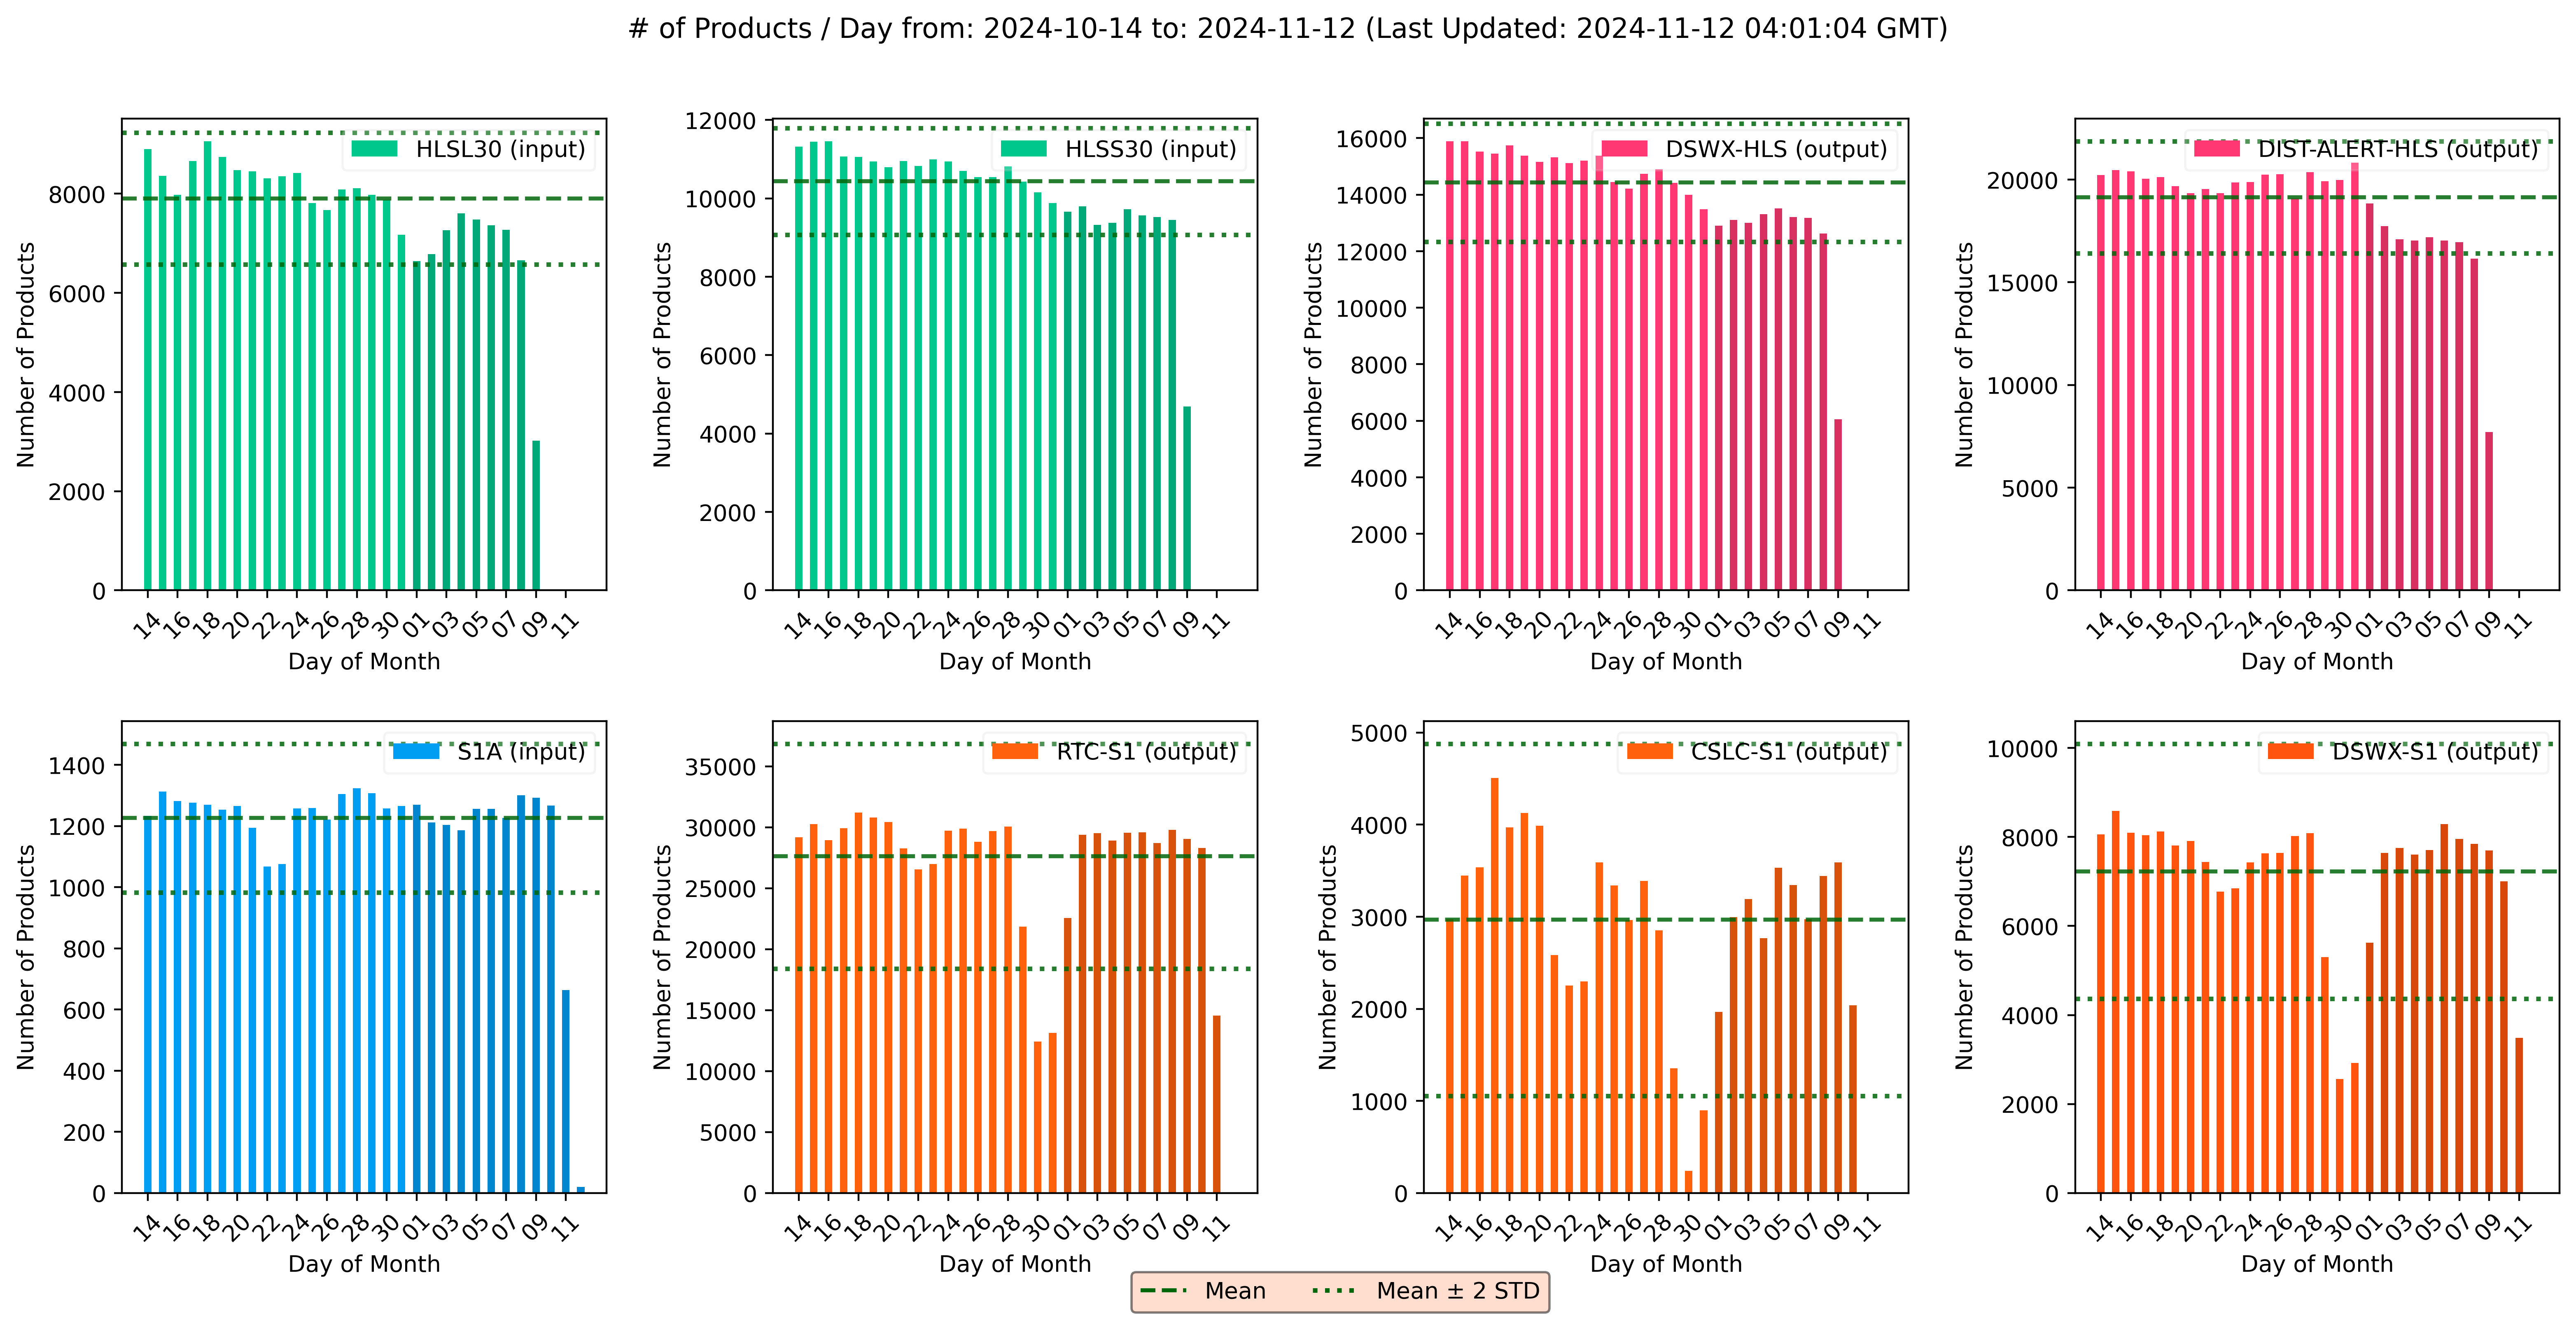 # of Products / Day from: 2024-10-14 to: 2024-11-12 (Last Updated: 2024-11-12 04:01:04 GMT)
HLSL30 (input)
Number of Products
8000
6000
4000
2000
0
14 16 18 20 22 24 26 28 30 01 03 05 07 09 11
Day of Month
HLSS30 (input)
Number of Products
12000
10000
8000
6000
4000
2000
0
14 16 18 20 22 24 26 28 30 01 03 05 07 09 11
Day of Month
DSWX-HLS (output)
Number of Products
16000
14000
12000
10000
8000
6000
4000
2000
0
14 16 18 20 22 24 26 28 30 01 03 05 07 09 11
Day of Month
DIST-ALERT-HLS (output)
Number of Products
20000
15000
10000
5000
0
14 16 18 20 22 24 26 28 30 01 03 05 07 09 11
Day of Month
S1A (input)
Number of Products
1400
1200
1000
800
600
400
200
0
14 16 18 20 22 24 26 28 30 01 03 05 07 09 11
Day of Month
RTC-S1 (output)
Number of Products
35000
30000
25000
20000
15000
10000
5000
0
14 16 18 20 22 24 26 28 30 01 03 05 07 09 11
Day of Month
CSLC-S1 (output)
Number of Products
5000
4000
3000
2000
1000
0
14 16 18 20 22 24 26 28 30 01 03 05 07 09 11
Day of Month
DSWX-S1 (output)
Number of Products
10000
8000
6000
4000
2000
0
14 16 18 20 22 24 26 28 30 01 03 05 07 09 11
Day of Month
Mean
Mean ± 2 STD